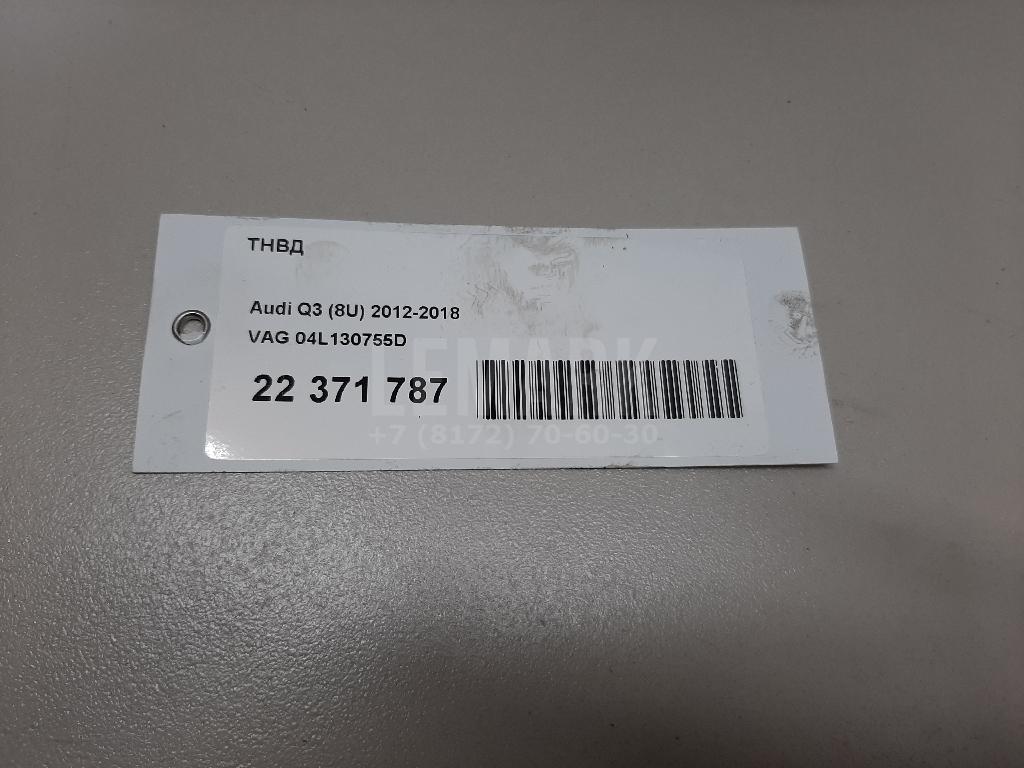 ТНВД
Audi Q3 (8U) 2012-2018
VAG 04L130755D
22 371 787
LEMARK
+7 (8172) 70-60-30